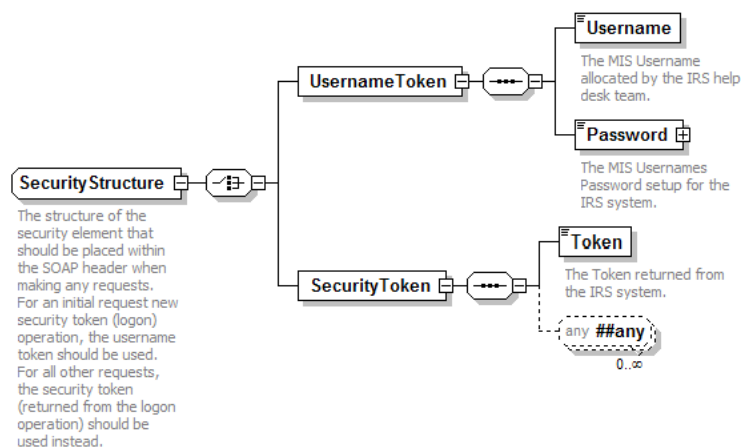 Username
The MIS Username
allocated by the IRS help
desk team.
UsernameToken
Password
The MIS Usernames
Password setup for the
IRS system.
SecurityStructure
The structure of the
security element that
should be placed within
the SOAP header when
making any requests.
For an initial request new
security token (logon)
operation, the username
token should be used.
For all other requests,
the security token
(returned from the logon
operation) should be
used instead.
Token
The Token returned from
the IRS system.
SecurityToken
any ##any
0..∞